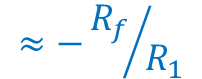 ≈ − R_f / R_1